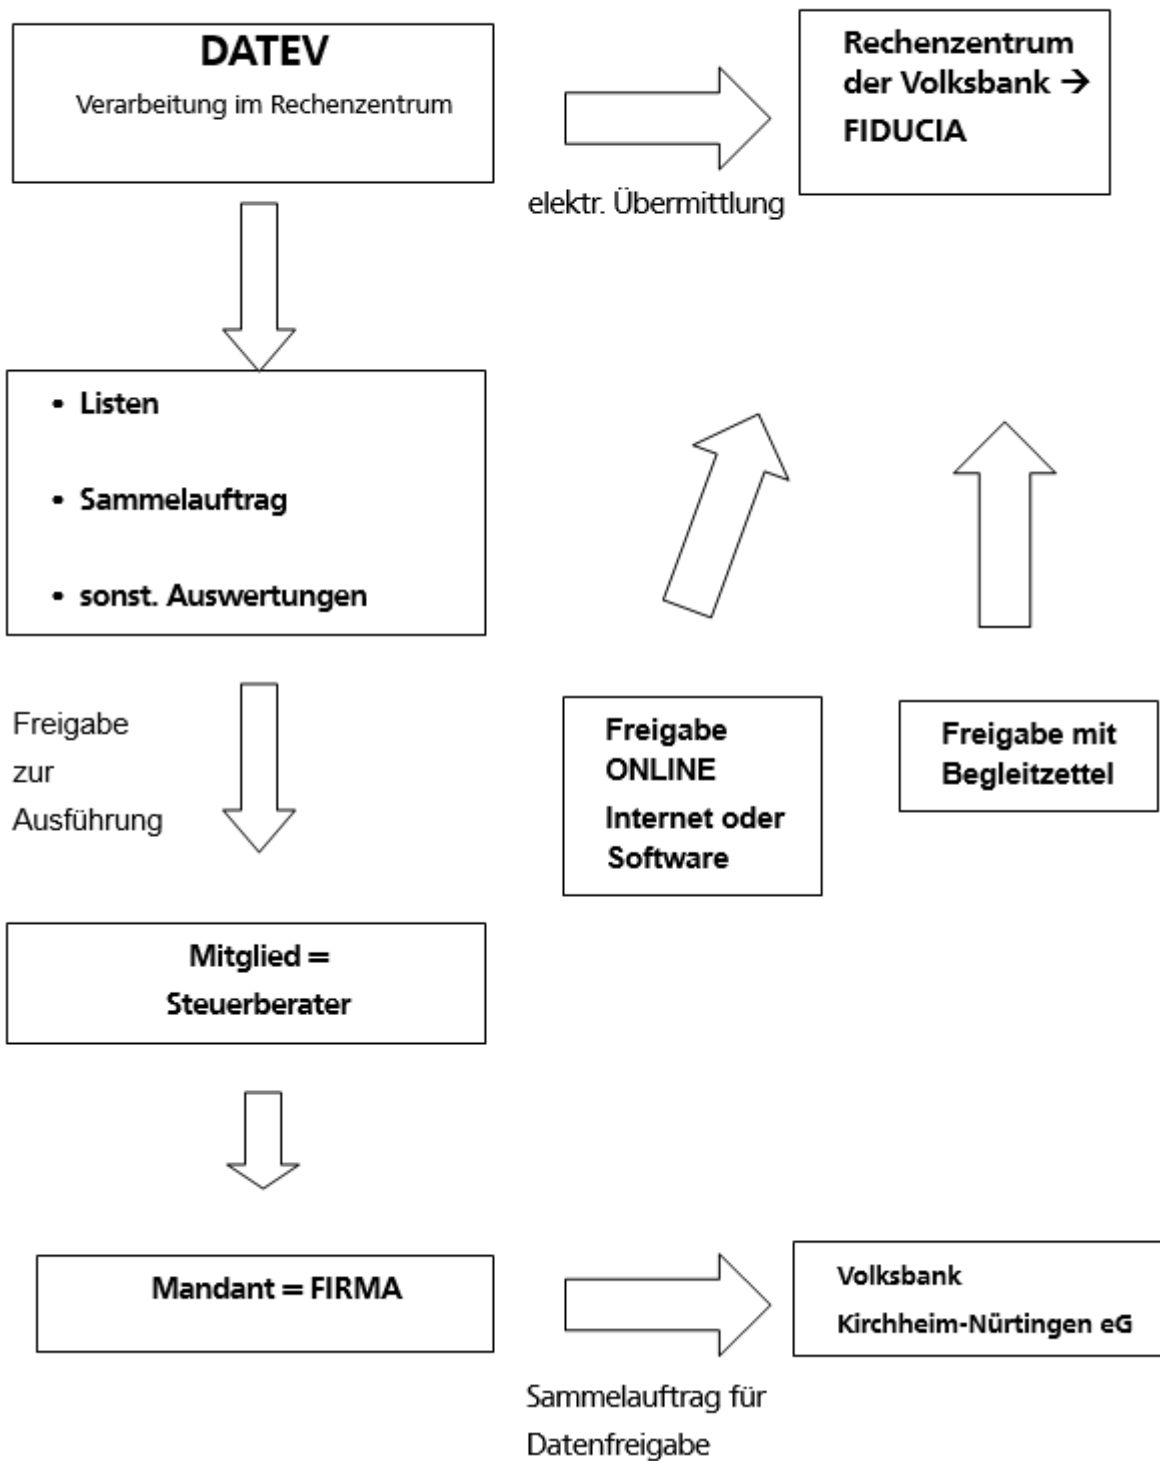 DATEV
Verarbeitung im Rechenzentrum
Rechenzentrum
der Volksbank →
FIDUCIA
elektr. Übermittlung
• Listen
• Sammelauftrag
• sonst. Auswertungen
Freigabe
zur
Ausführung
Freigabe
ONLINE
Internet oder
Software
Freigabe mit
Begleitzettel
Mitglied =
Steuerberater
Mandant = FIRMA
Volksbank
Kirchheim-Nürtingen eG
Sammelauftrag für
Datenfreigabe